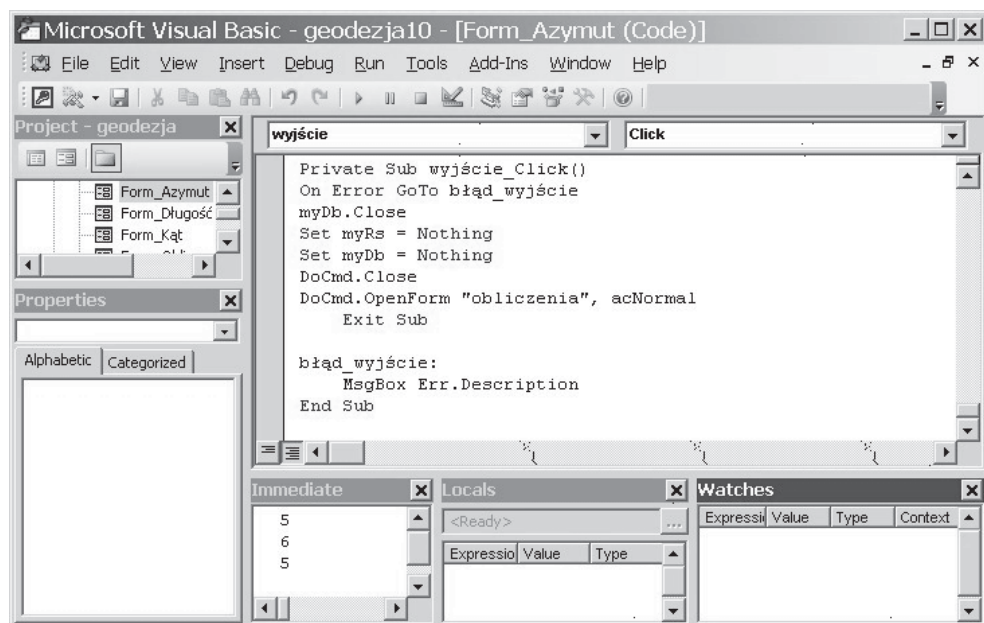 Microsoft Visual Basic - geodezja10 - [Form_Azymut (Code)]
File Edit View Insert Debug Run Tools Add-Ins Window Help
Project - geodezja
Form_Azymut
Form_Długość
Form_Kąt
Properties
Alphabetic Categorized
wyjście Click
Private Sub wyjście_Click()
On Error GoTo błąd_wyjście
myDb.Close
Set myRs = Nothing
Set myDb = Nothing
DoCmd.Close
DoCmd.OpenForm "obliczenia", acNormal
Exit Sub
błąd_wyjście:
MsgBox Err.Description
End Sub
Immediate
5
6
5
Locals
<Ready>
...
Expressio Value Type
Watches
Expressi Value Type Context